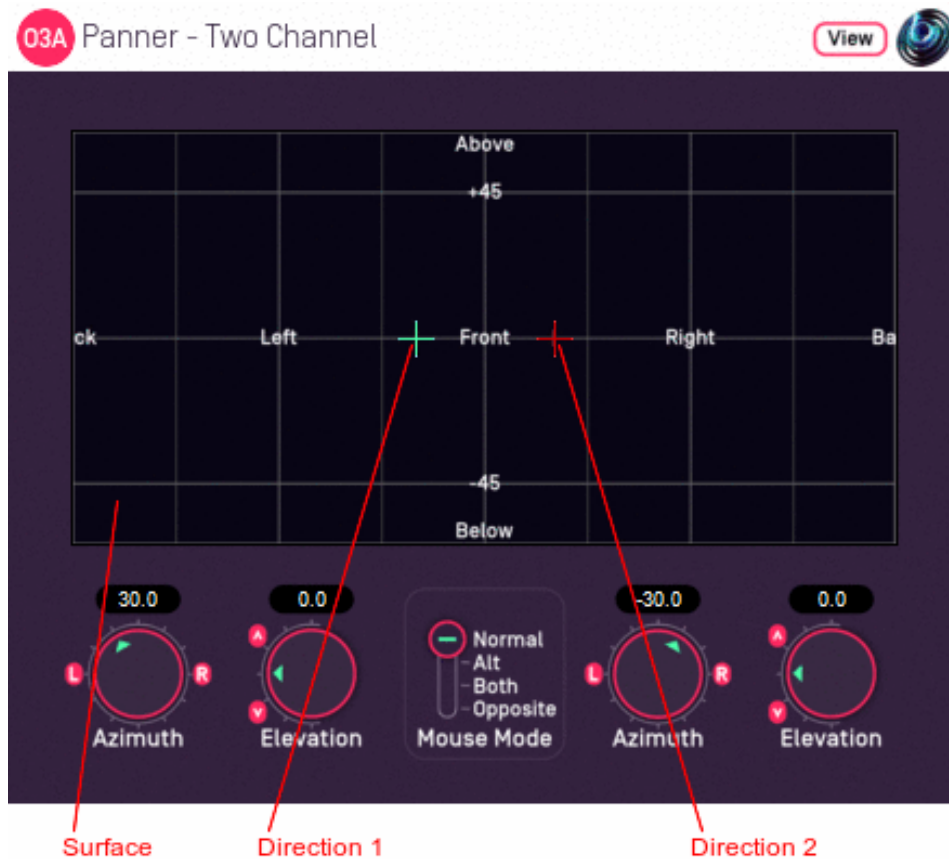 O3A Panner - Two Channel View
Above
+45
ck Left Front Right Ba
-45
Below
30.0 0.0 -30.0 0.0
Normal
Alt
L R Both L R
Opposite
Azimuth Elevation Mouse Mode Azimuth Elevation
Surface Direction 1 Direction 2